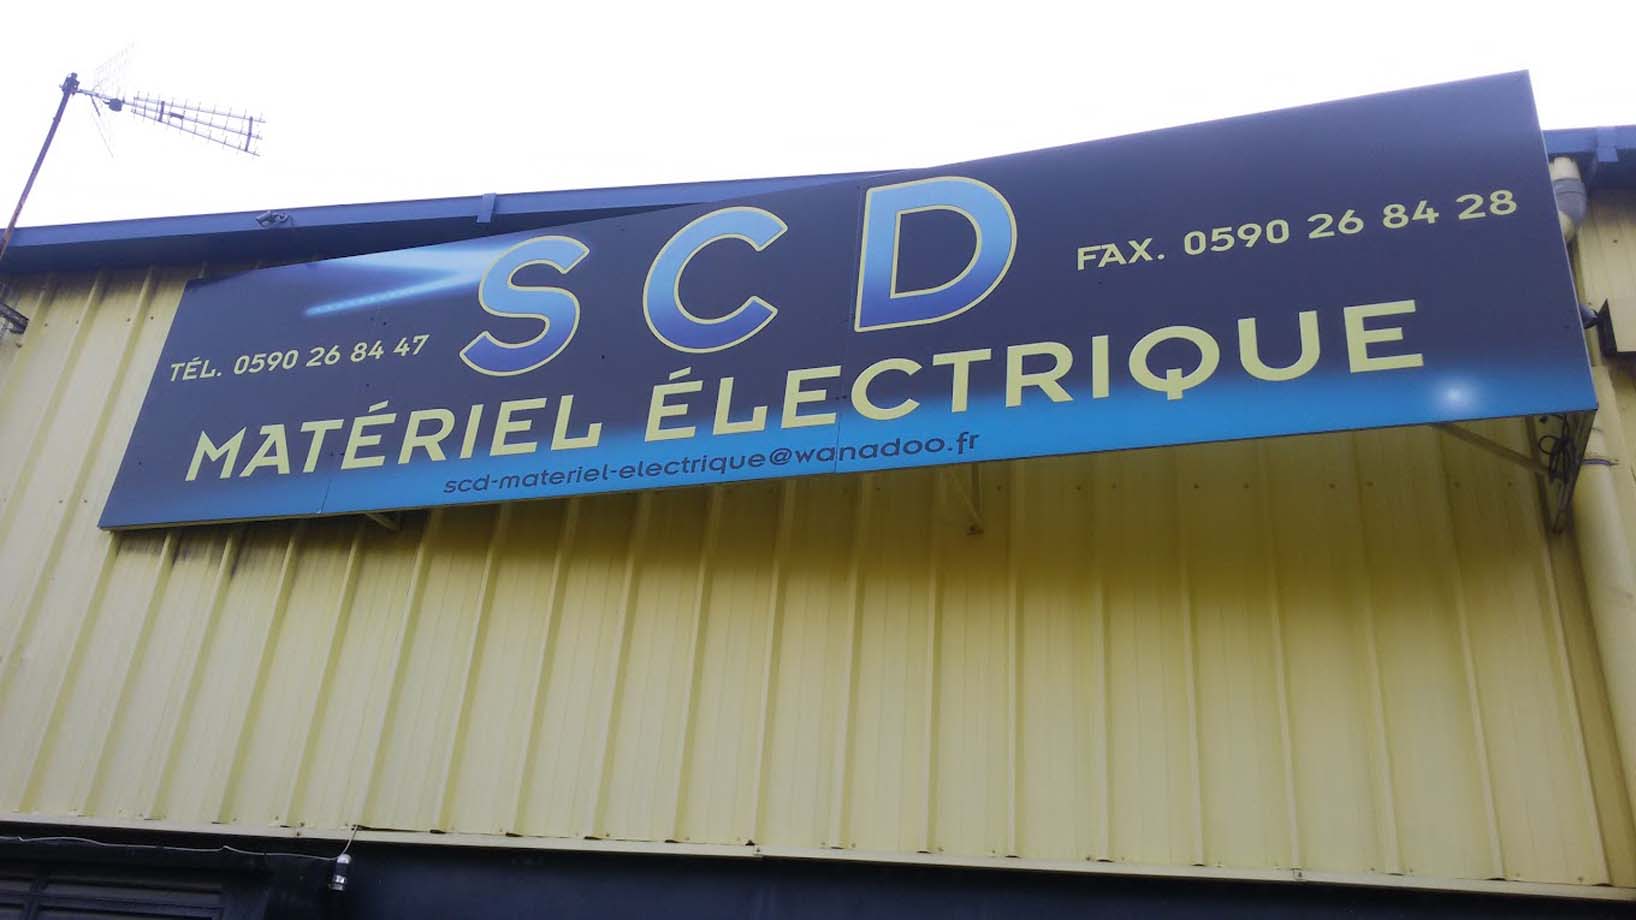 SCD
TÉL. 0590 26 84 47
FAX. 0590 26 84 28
MATÉRIEL ÉLECTRIQUE
scd-materiel-electrique@wanadoo.fr